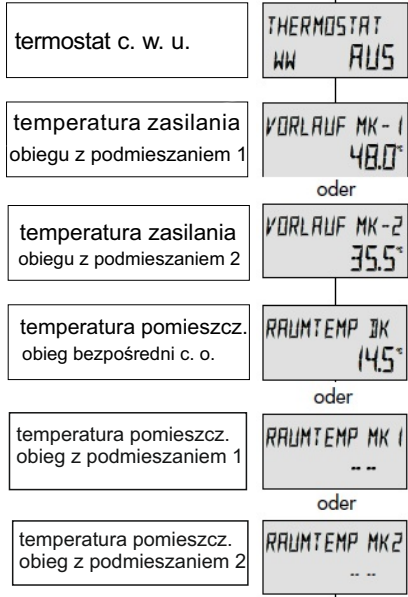 termostat c. w. u.
THERMOSTAT
WW AUS
temperatura zasilania
obiegu z podmieszaniem 1
VORLAUF MK-1
48.0°
oder
temperatura zasilania
obiegu z podmieszaniem 2
VORLAUF MK-2
35.5°
temperatura pomieszcz.
obieg bezpośredni c. o.
RAUMTEMP DK
14.5°
oder
temperatura pomieszcz.
obieg z podmieszaniem 1
RAUMTEMP MK 1
-- --
oder
temperatura pomieszcz.
obieg z podmieszaniem 2
RAUMTEMP MK2
-- --